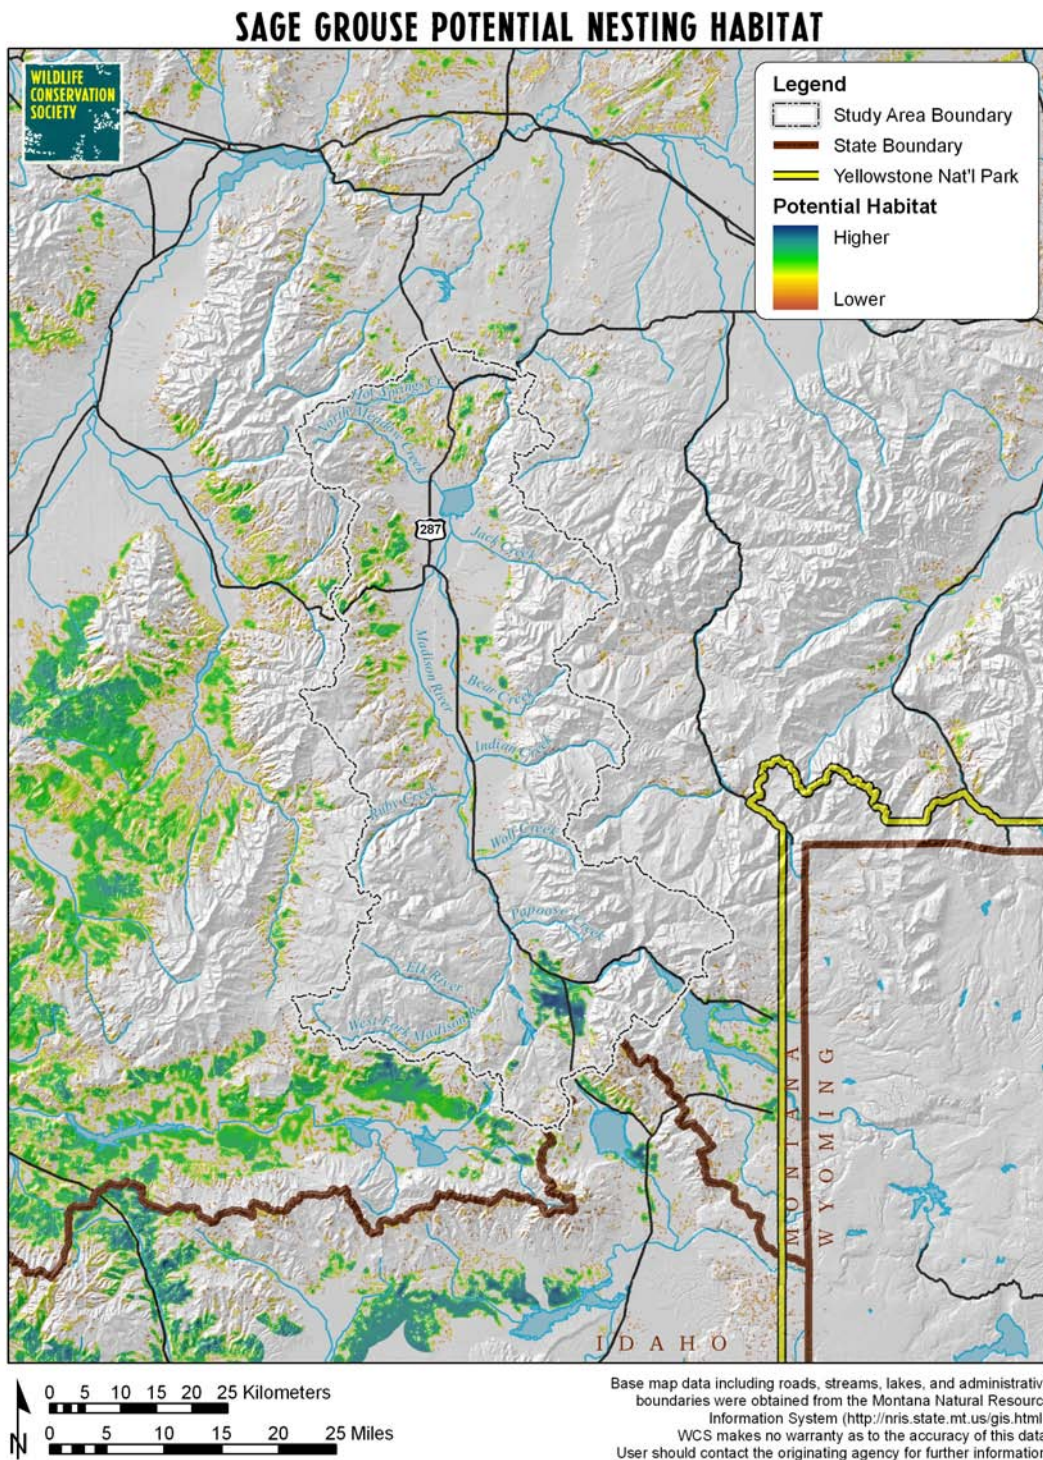 SAGE GROUSE POTENTIAL NESTING HABITAT
WILDLIFE
CONSERVATION
SOCIETY
Legend
Study Area Boundary
State Boundary
Yellowstone Nat'l Park
Potential Habitat
Higher
Lower
Hot Springs Cr.
North Meadow Creek
287
Jack Creek
Madison River
Bear Creek
Indian Creek
Ruby Creek
Wolf Creek
Papoose Creek
Elk River
West Fork Madison R.
MONTANA
WYOMING
IDAHO
N
0 5 10 15 20 25 Kilometers
0 5 10 15 20 25 Miles
Base map data including roads, streams, lakes, and administrativ
boundaries were obtained from the Montana Natural Resourc
Information System (http://nris.state.mt.us/gis.html
WCS makes no warranty as to the accuracy of this data
User should contact the originating agency for further information